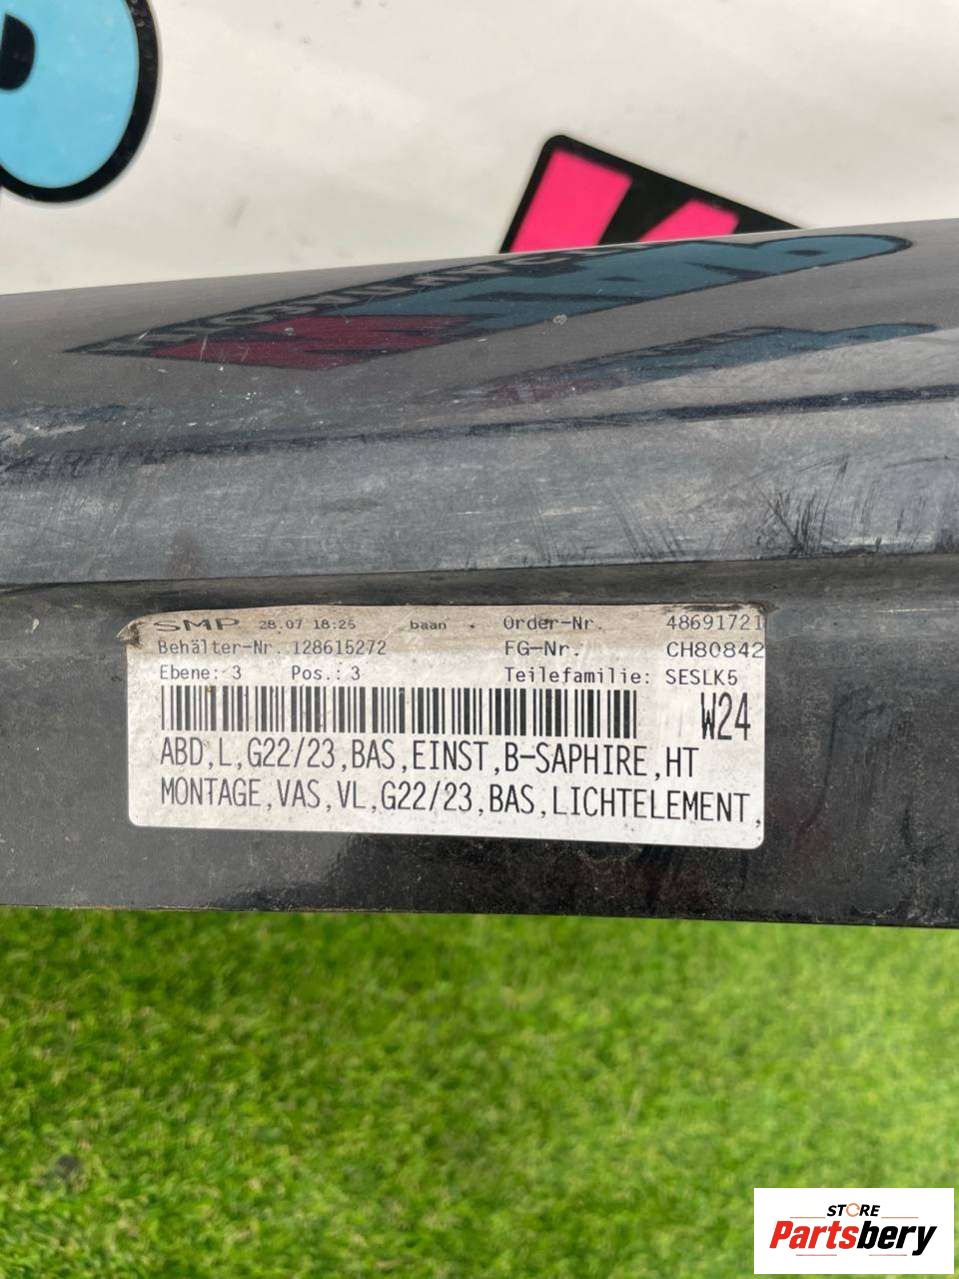 SMP 28.07 18:26 baan Order-Nr. 48691721
Behälter-Nr. 128615272 FG-Nr. CH80842
Ebene: 3 Pos.: 3 Teilefamilie: SESLK5
W24
ABD,L,G22/23,BAS,EINST,B-SAPHIRE,HT
MONTAGE,VAS,VL,G22/23,BAS,LICHTELEMENT,
STORE
Partsbery